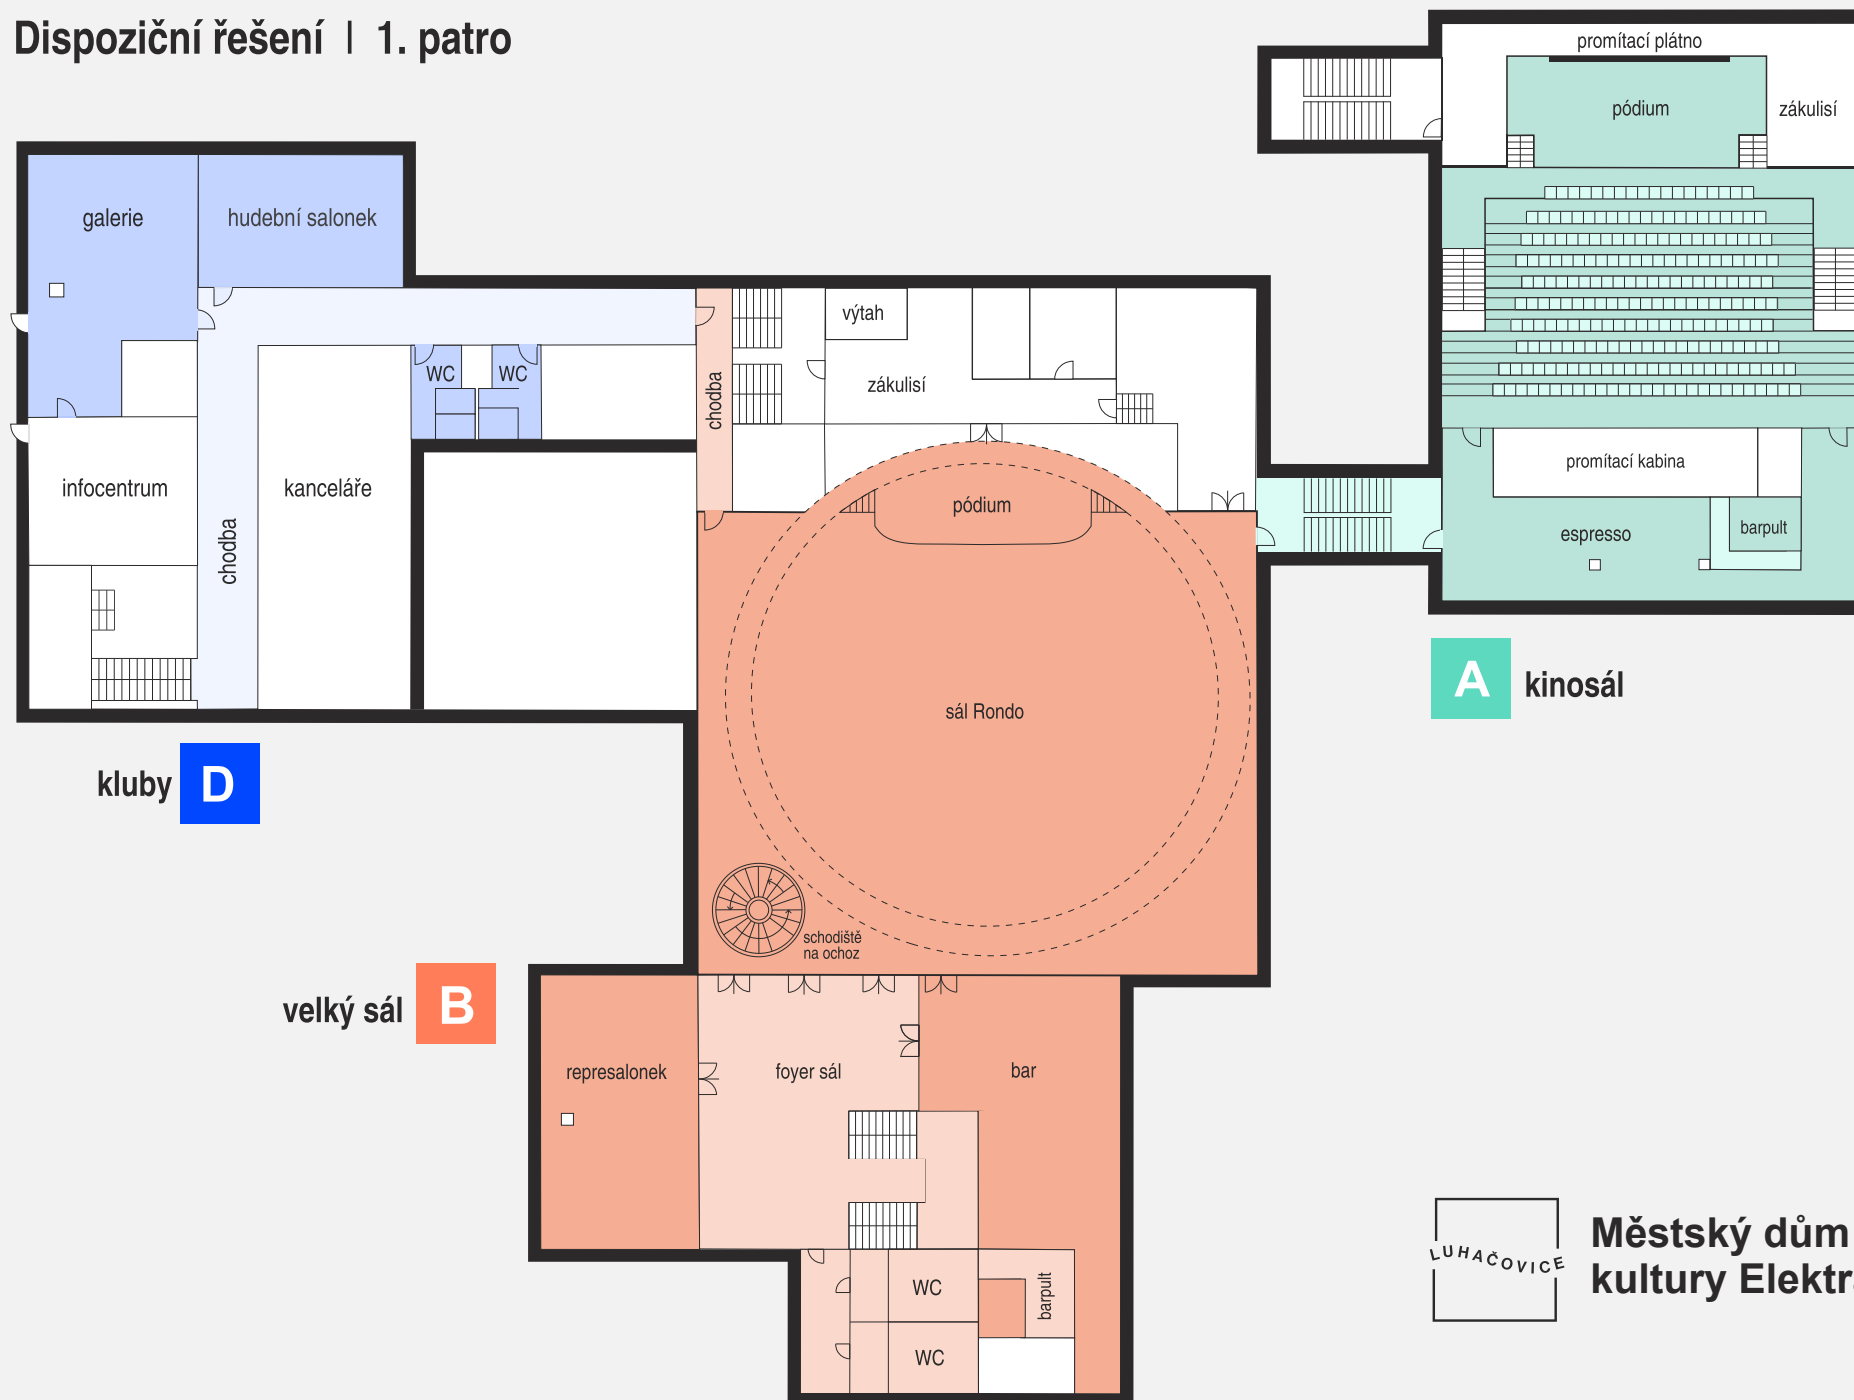 Dispoziční řešení | 1. patro
promítací plátno
pódium
zákulisí
galerie
hudební salonek
výtah
zákulisí
WC
WC
chodba
promítací kabina
infocentrum
kanceláře
chodba
pódium
espresso
barpult
A
kinosál
sál Rondo
kluby
D
schodiště
na ochoz
velký sál
B
represalonek
foyer sál
bar
WC
barpult
WC
LUHAČOVICE
Městský dům
kultury Elektra